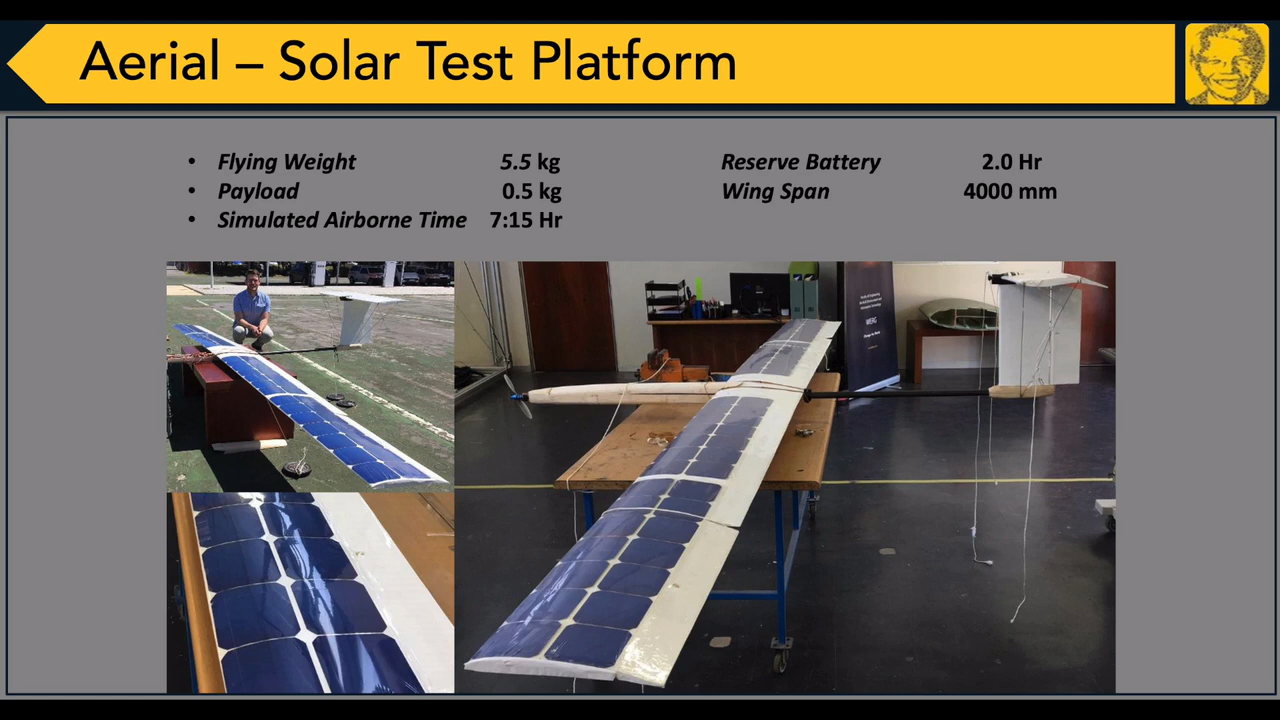 Aerial – Solar Test Platform
• Flying Weight 5.5 kg
• Payload 0.5 kg
• Simulated Airborne Time 7:15 Hr
Reserve Battery 2.0 Hr
Wing Span 4000 mm